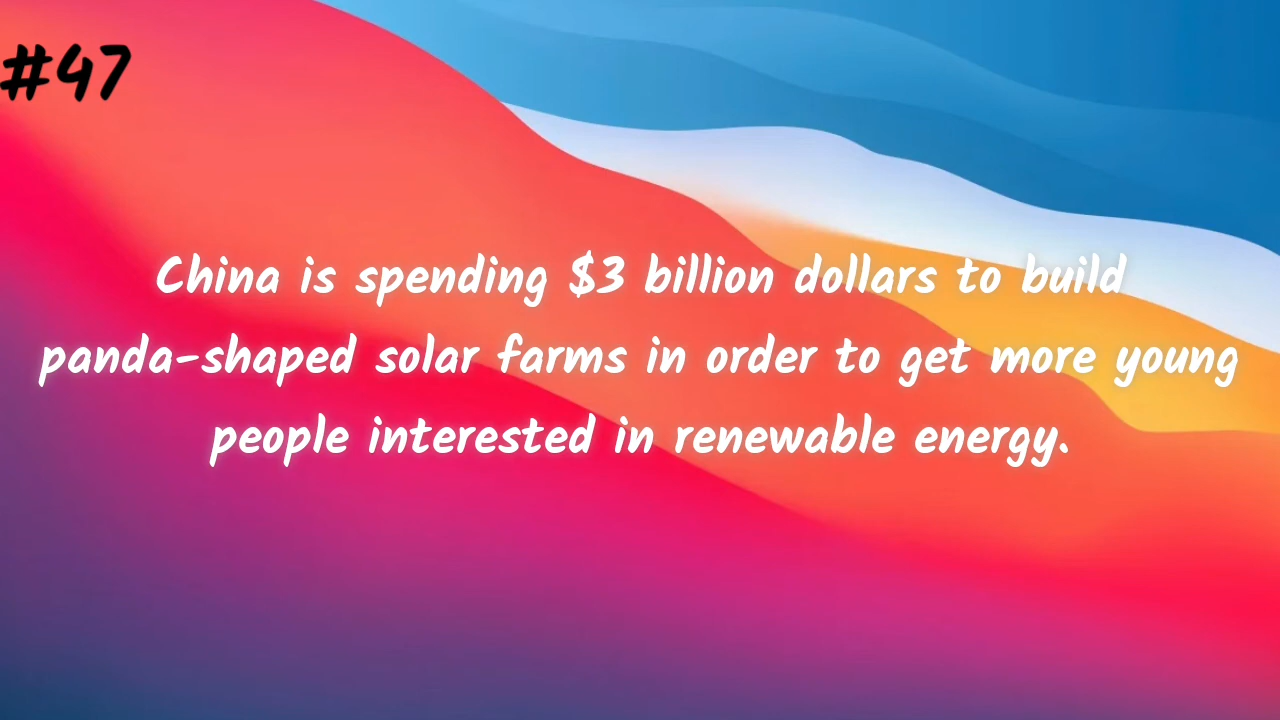 #47
China is spending $3 billion dollars to build
panda-shaped solar farms in order to get more young
people interested in renewable energy.